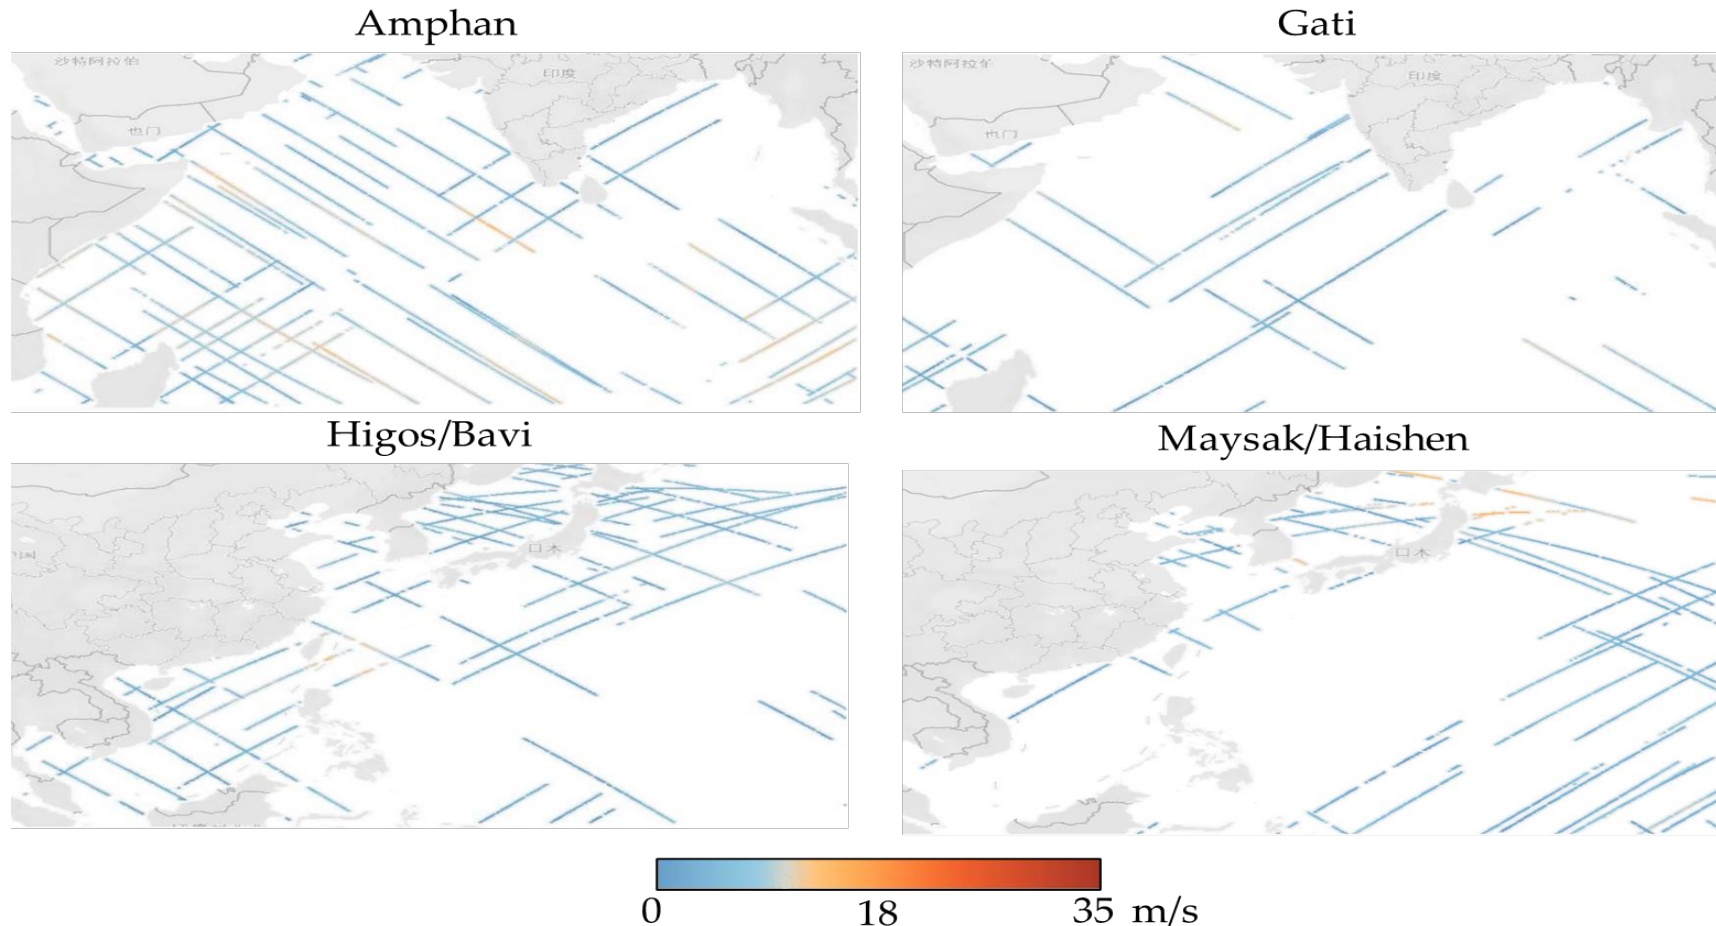 Amphan
Gati
沙特阿拉伯
印度
也门
沙特阿拉
印度
也门
Higos/Bavi
Maysak/Haishen
日本
日本
0
18
35 m/s